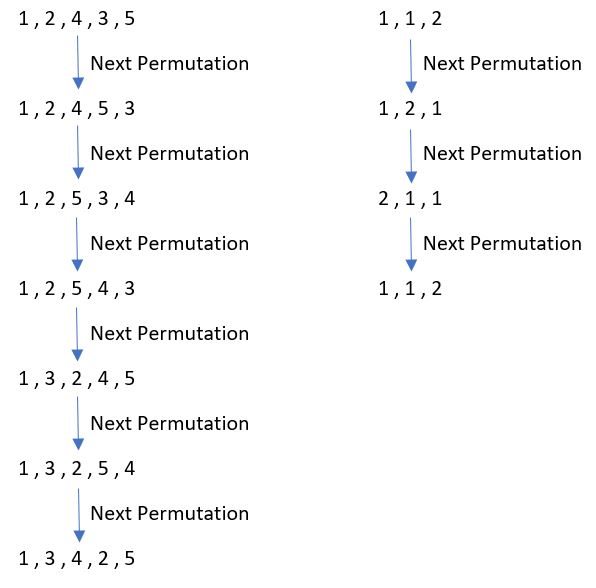 1 , 2 , 4 , 3 , 5
Next Permutation
1 , 2 , 4 , 5 , 3
Next Permutation
1 , 2 , 5 , 3 , 4
Next Permutation
1 , 2 , 5 , 4 , 3
Next Permutation
1 , 3 , 2 , 4 , 5
Next Permutation
1 , 3 , 2 , 5 , 4
Next Permutation
1 , 3 , 4 , 2 , 5
1 , 1 , 2
Next Permutation
1 , 2 , 1
Next Permutation
2 , 1 , 1
Next Permutation
1 , 1 , 2